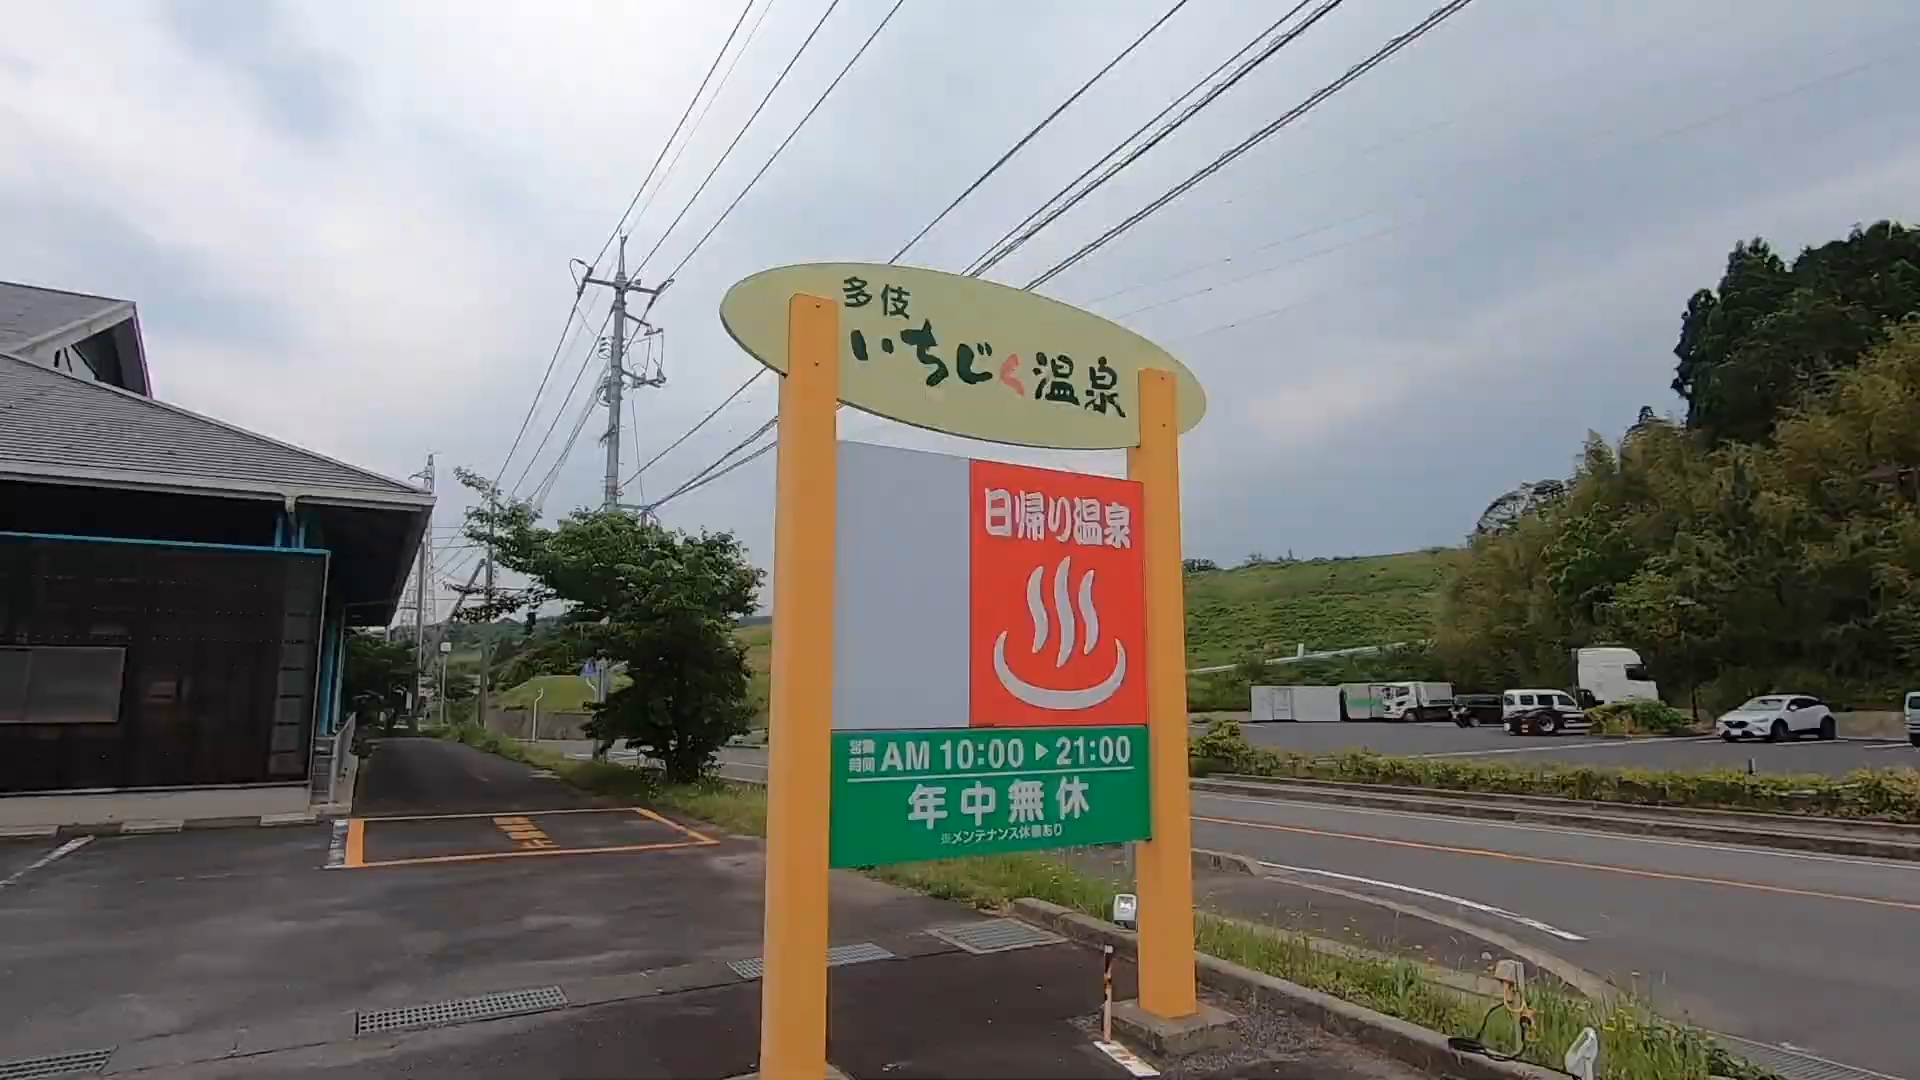 多伎
いちじく温泉
日帰り温泉
営業時間 AM 10:00 ▶ 21:00
年中無休
※メンテナンス休業あり